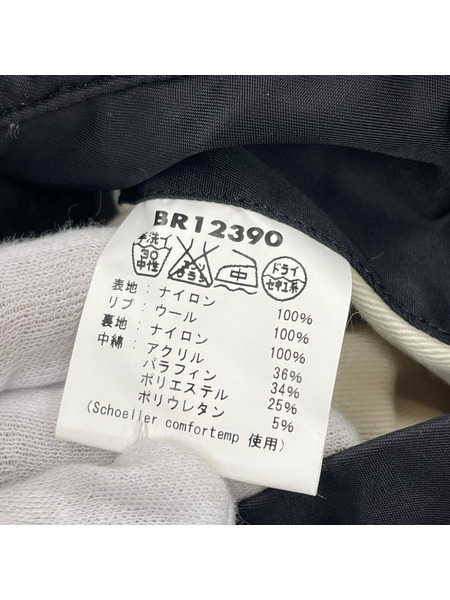 BR12390
手洗イ 30 中性 エンソサラシ 中 ドライ セキユ系
表地: ナイロン 100%
リブ: ウール 100%
裏地: ナイロン 100%
中綿: アクリル 36%
パラフィン 34%
ポリエステル 25%
ポリウレタン 5%
(Schoeller comfortemp 使用)